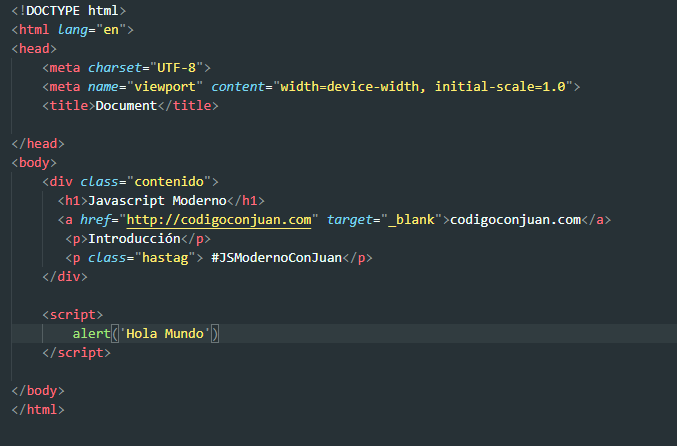 <!DOCTYPE html>
<html lang="en">
<head>
    <meta charset="UTF-8">
    <meta name="viewport" content="width=device-width, initial-scale=1.0">
    <title>Document</title>

</head>
<body>
    <div class="contenido">
      <h1>Javascript Moderno</h1>
      <a href="http://codigoconjuan.com" target="_blank">codigoconjuan.com</a>
       <p>Introducción</p>
       <p class="hastag"> #JSModernoConJuan</p>
    </div>

    <script>
        alert('Hola Mundo')
    </script>

</body>
</html>